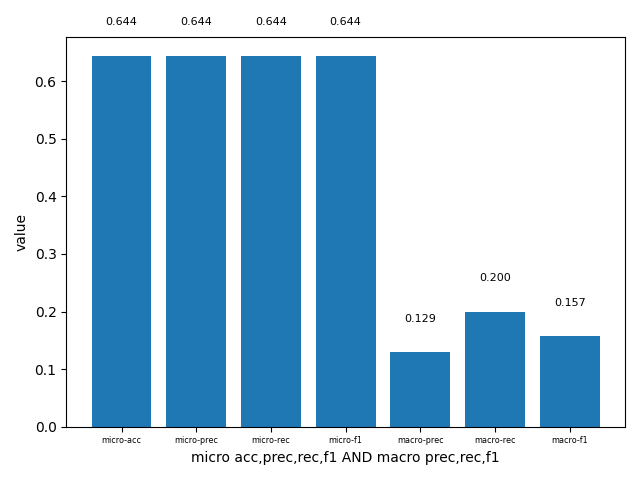 0.644 0.644 0.644 0.644
0.6
0.5
0.4
0.3
0.2
0.1
0.0
value
0.129
0.200
0.157
micro-acc micro-prec micro-rec micro-f1 macro-prec macro-rec macro-f1
micro acc,prec,rec,f1 AND macro prec,rec,f1